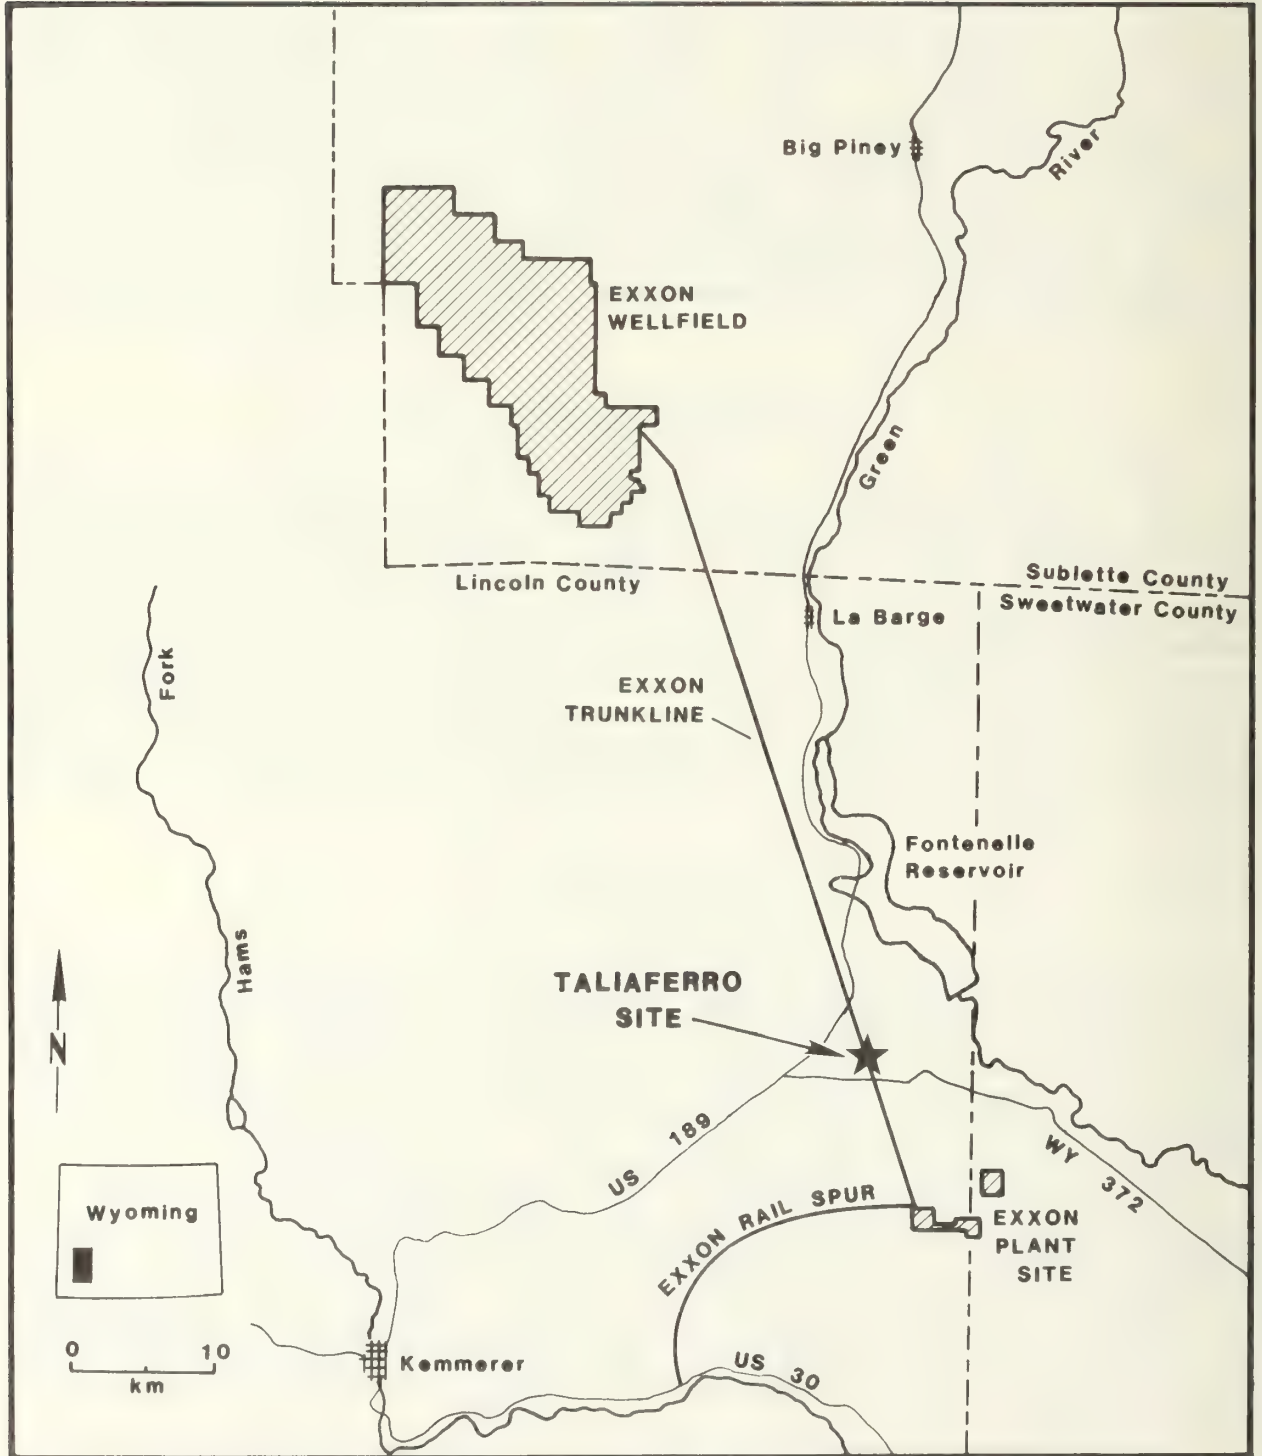 Big Piney
River
EXXON
WELLFIELD
Green
Sublette County
Lincoln County
Sweetwater County
La Barge
Fork
EXXON
TRUNKLINE
Fontenelle
Reservoir
Hams
TALIAFERRO
SITE
N
US 189
WY 372
Wyoming
EXXON RAIL SPUR
EXXON
PLANT
SITE
0 10
km
Kemmerer
US 30